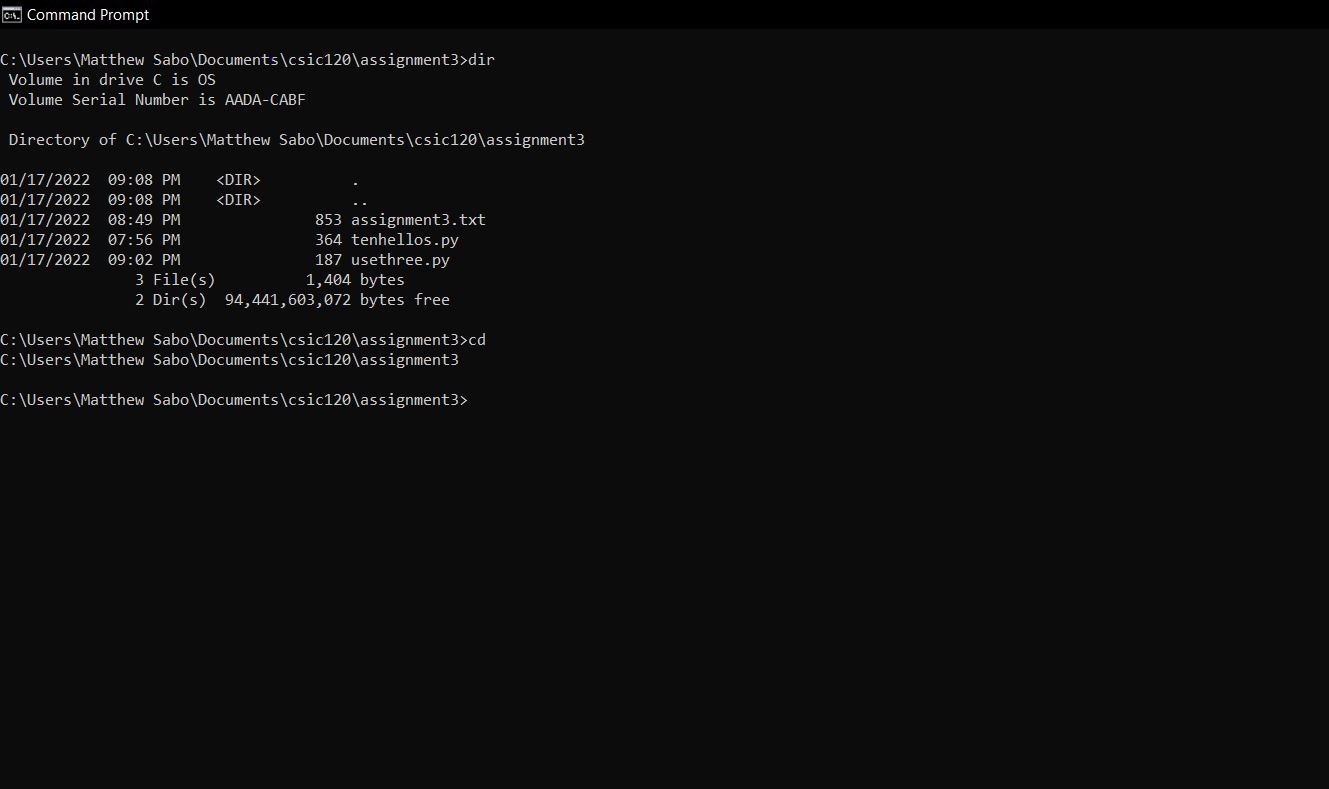 Command Prompt
C:\Users\Matthew Sabo\Documents\csic120\assignment3>dir
 Volume in drive C is OS
 Volume Serial Number is AADA-CABF
 Directory of C:\Users\Matthew Sabo\Documents\csic120\assignment3
01/17/2022  09:08 PM    <DIR>          .
01/17/2022  09:08 PM    <DIR>          ..
01/17/2022  08:49 PM               853 assignment3.txt
01/17/2022  07:56 PM               364 tenhellos.py
01/17/2022  09:02 PM               187 usethree.py
               3 File(s)          1,404 bytes
               2 Dir(s)  94,441,603,072 bytes free
C:\Users\Matthew Sabo\Documents\csic120\assignment3>cd
C:\Users\Matthew Sabo\Documents\csic120\assignment3
C:\Users\Matthew Sabo\Documents\csic120\assignment3>